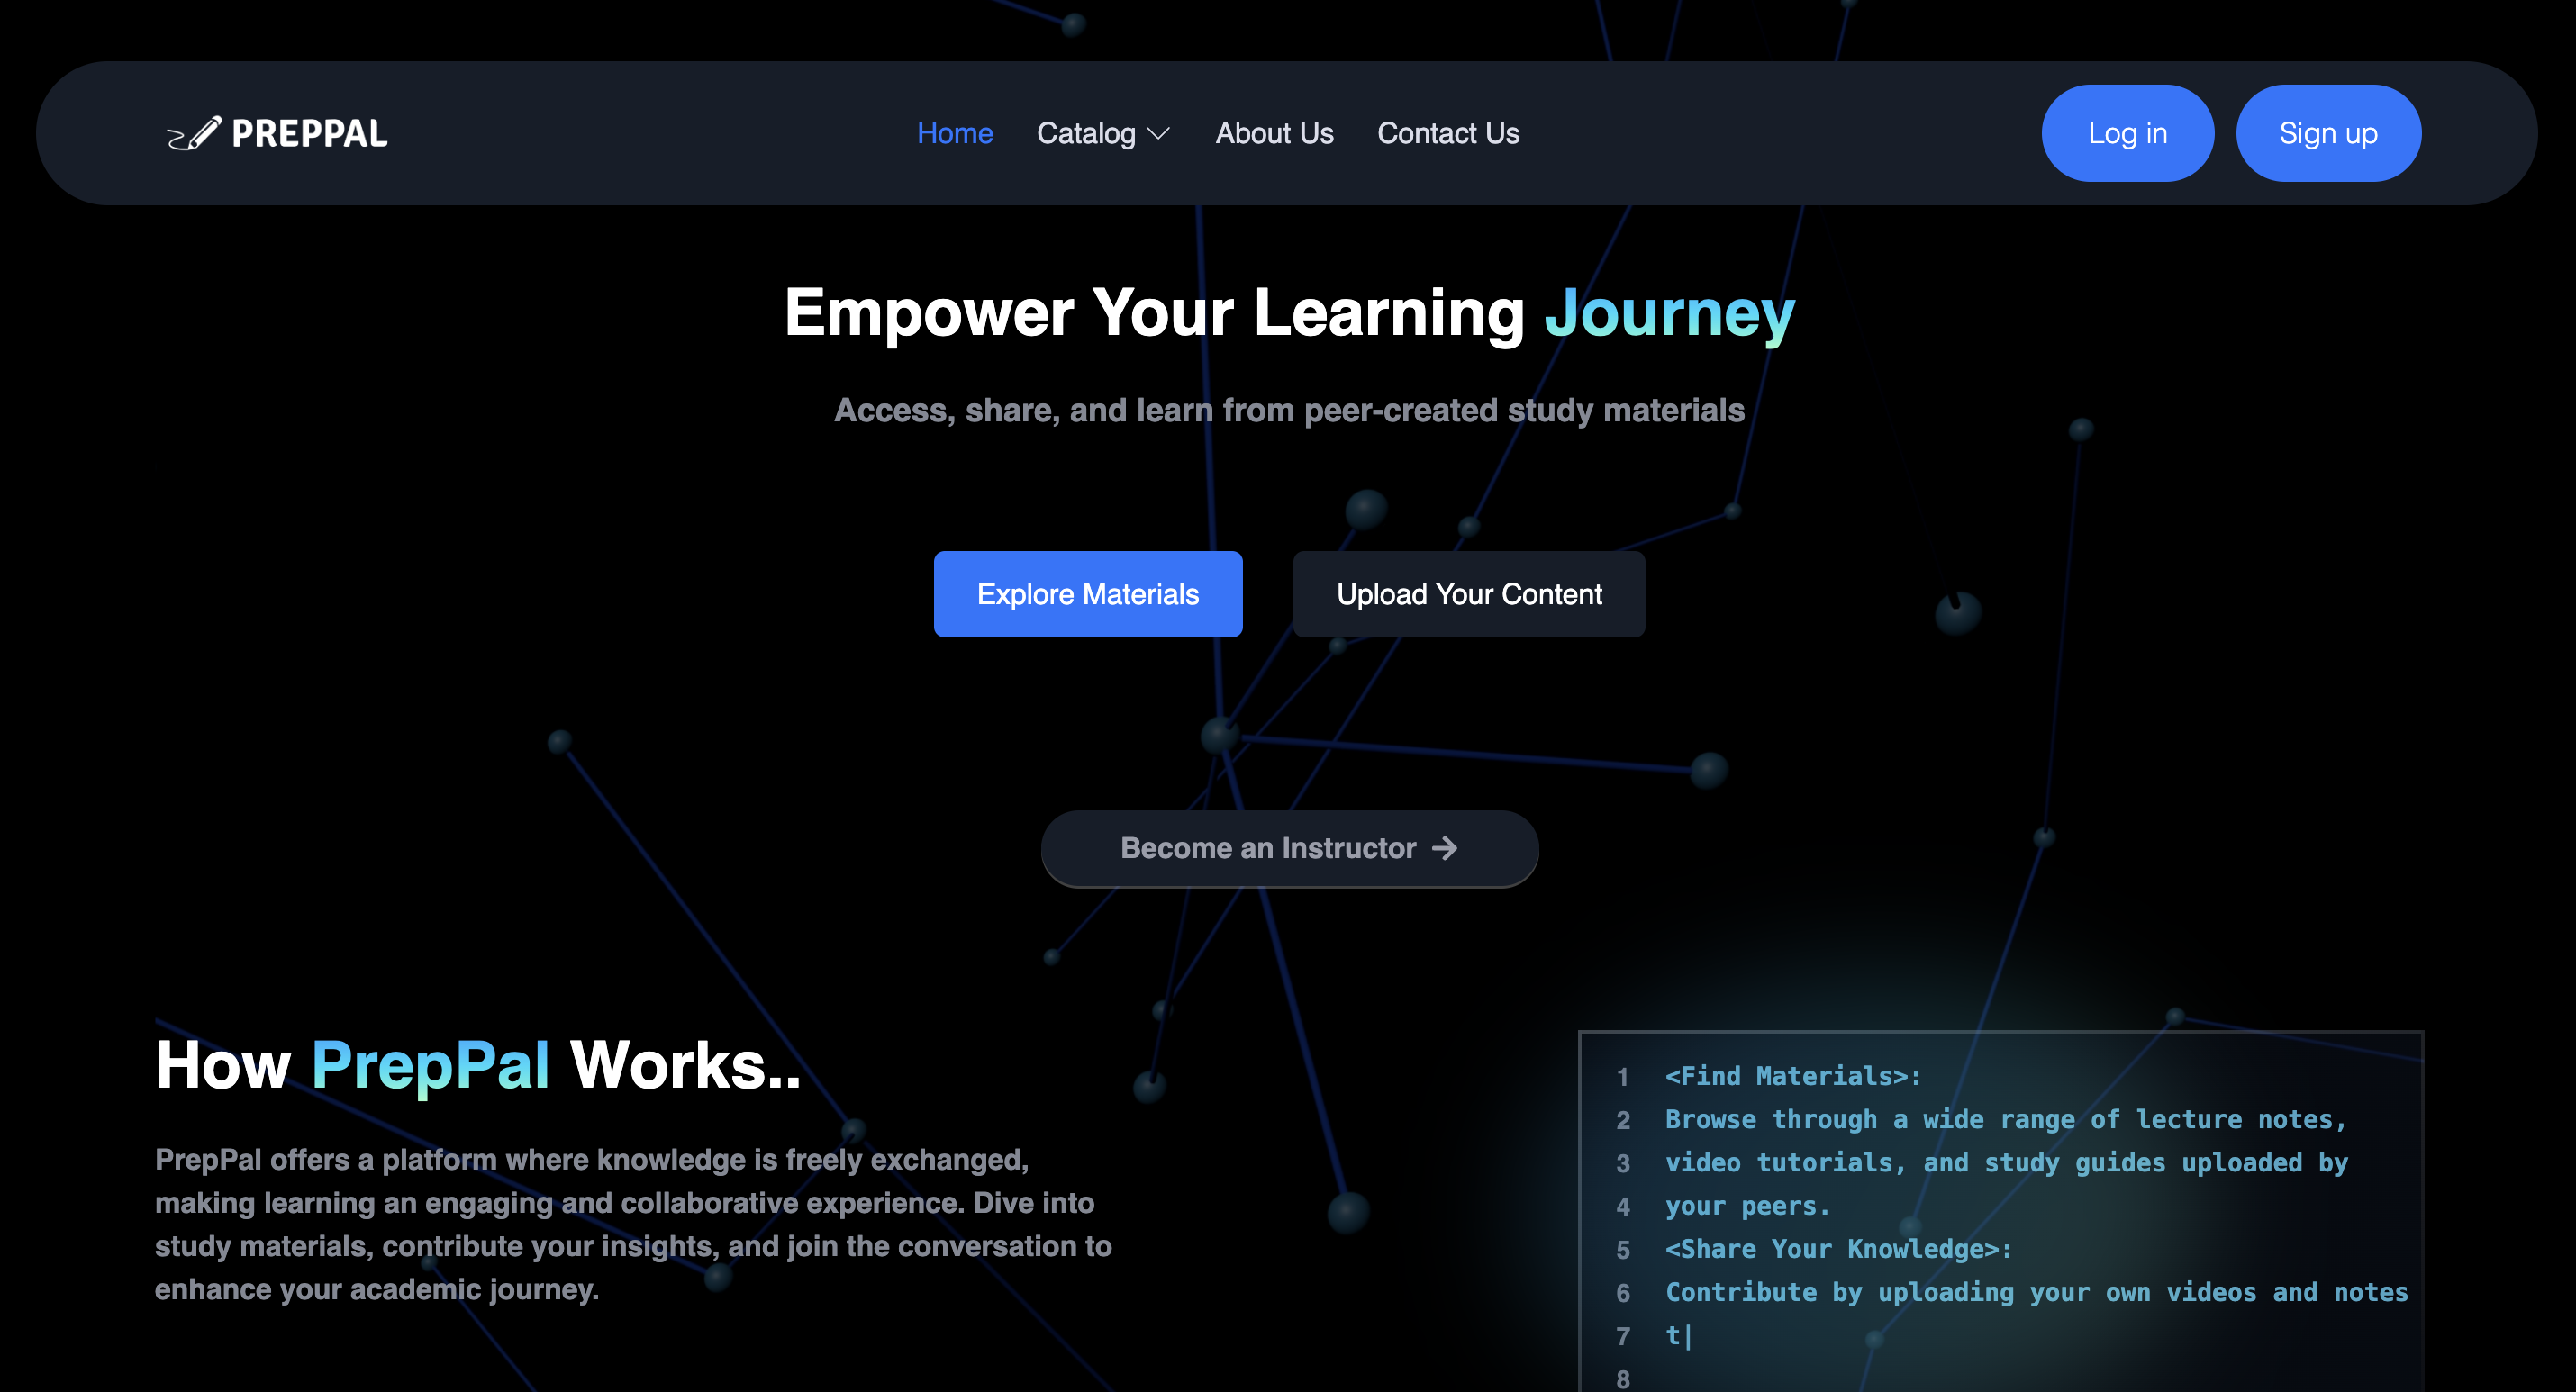 PREPPAL
Home
Catalog
About Us
Contact Us
Log in
Sign up
Empower Your Learning Journey
Access, share, and learn from peer-created study materials
Explore Materials
Upload Your Content
Become an Instructor
How PrepPal Works..
PrepPal offers a platform where knowledge is freely exchanged,
making learning an engaging and collaborative experience. Dive into
study materials, contribute your insights, and join the conversation to
enhance your academic journey.
1 <Find Materials>:
2 Browse through a wide range of lecture notes,
3 video tutorials, and study guides uploaded by
4 your peers.
5 <Share Your Knowledge>:
6 Contribute by uploading your own videos and notes
7 t|
8